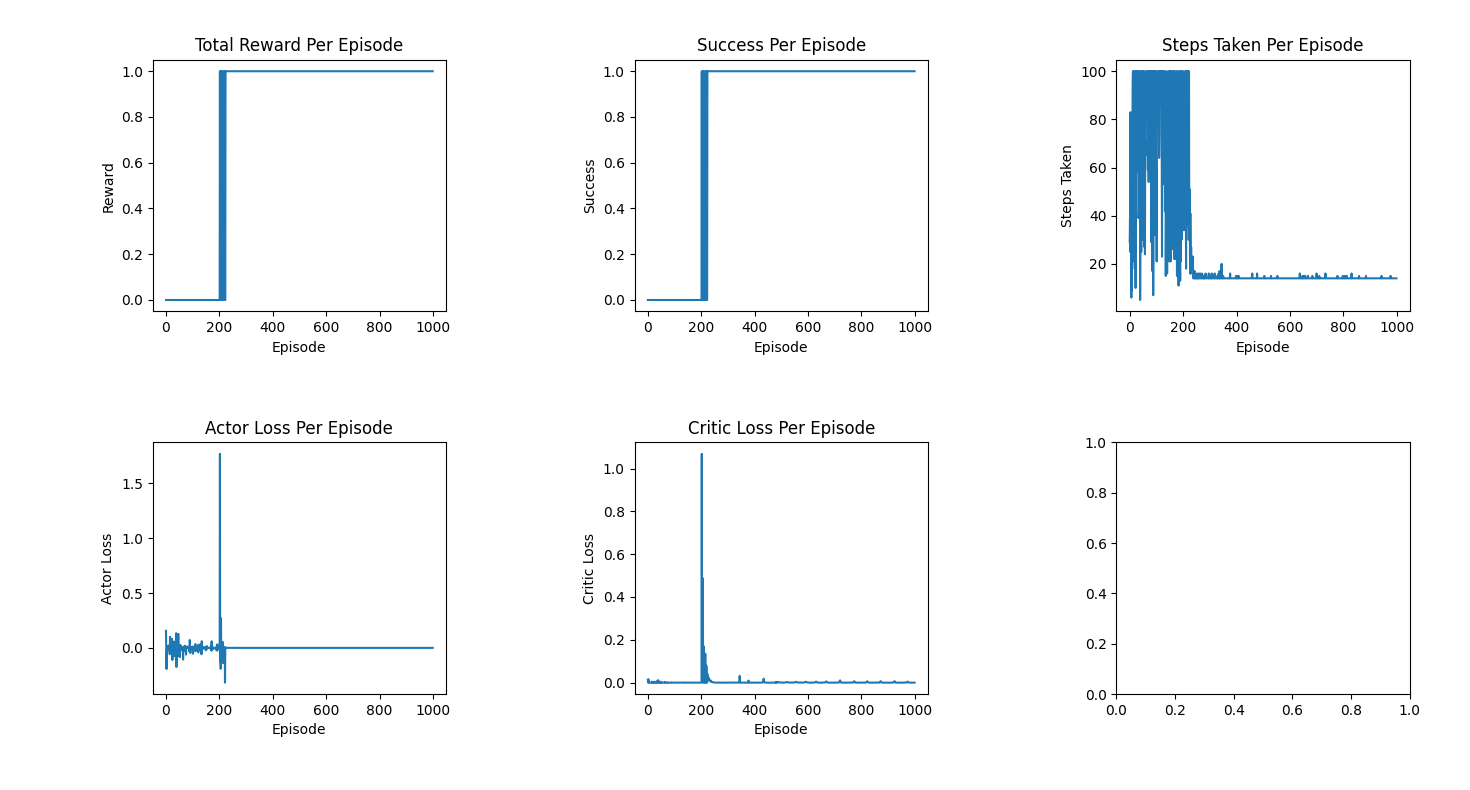 Total Reward Per Episode
Reward
1.0
0.8
0.6
0.4
0.2
0.0
0 200 400 600 800 1000
Episode
Success Per Episode
Success
1.0
0.8
0.6
0.4
0.2
0.0
0 200 400 600 800 1000
Episode
Steps Taken Per Episode
Steps Taken
100
80
60
40
20
0 200 400 600 800 1000
Episode
Actor Loss Per Episode
Actor Loss
1.5
1.0
0.5
0.0
0 200 400 600 800 1000
Episode
Critic Loss Per Episode
Critic Loss
1.0
0.8
0.6
0.4
0.2
0.0
0 200 400 600 800 1000
Episode
1.0
0.8
0.6
0.4
0.2
0.0
0.0 0.2 0.4 0.6 0.8 1.0